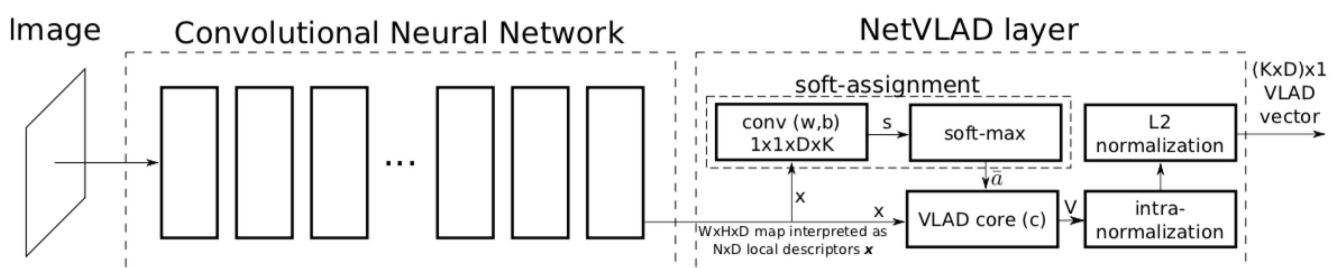 Image
Convolutional Neural Network
NetVLAD layer
soft-assignment
(KxD)x1
VLAD
vector
conv (w,b)
1x1xDxK
s
soft-max
L2
normalization
x
ā
x
VLAD core (c)
V
intra-
normalization
WxHxD map interpreted as
NxD local descriptors x
...